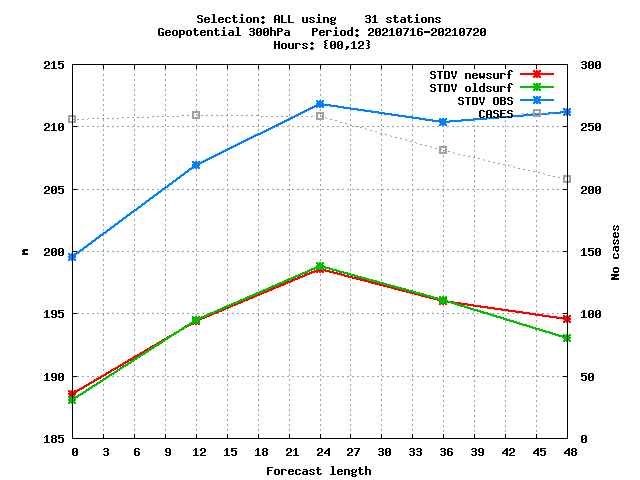 Selection: ALL using    31 stations
Geopotential 300hPa   Period: 20210716-20210720
Hours: {00,12}
215 300
STDV newsurf
STDV oldsurf
STDV OBS
CASES
210 250
205 200
200 150
m
No cases
195 100
190 50
185 0
0 3 6 9 12 15 18 21 24 27 30 33 36 39 42 45 48
Forecast length